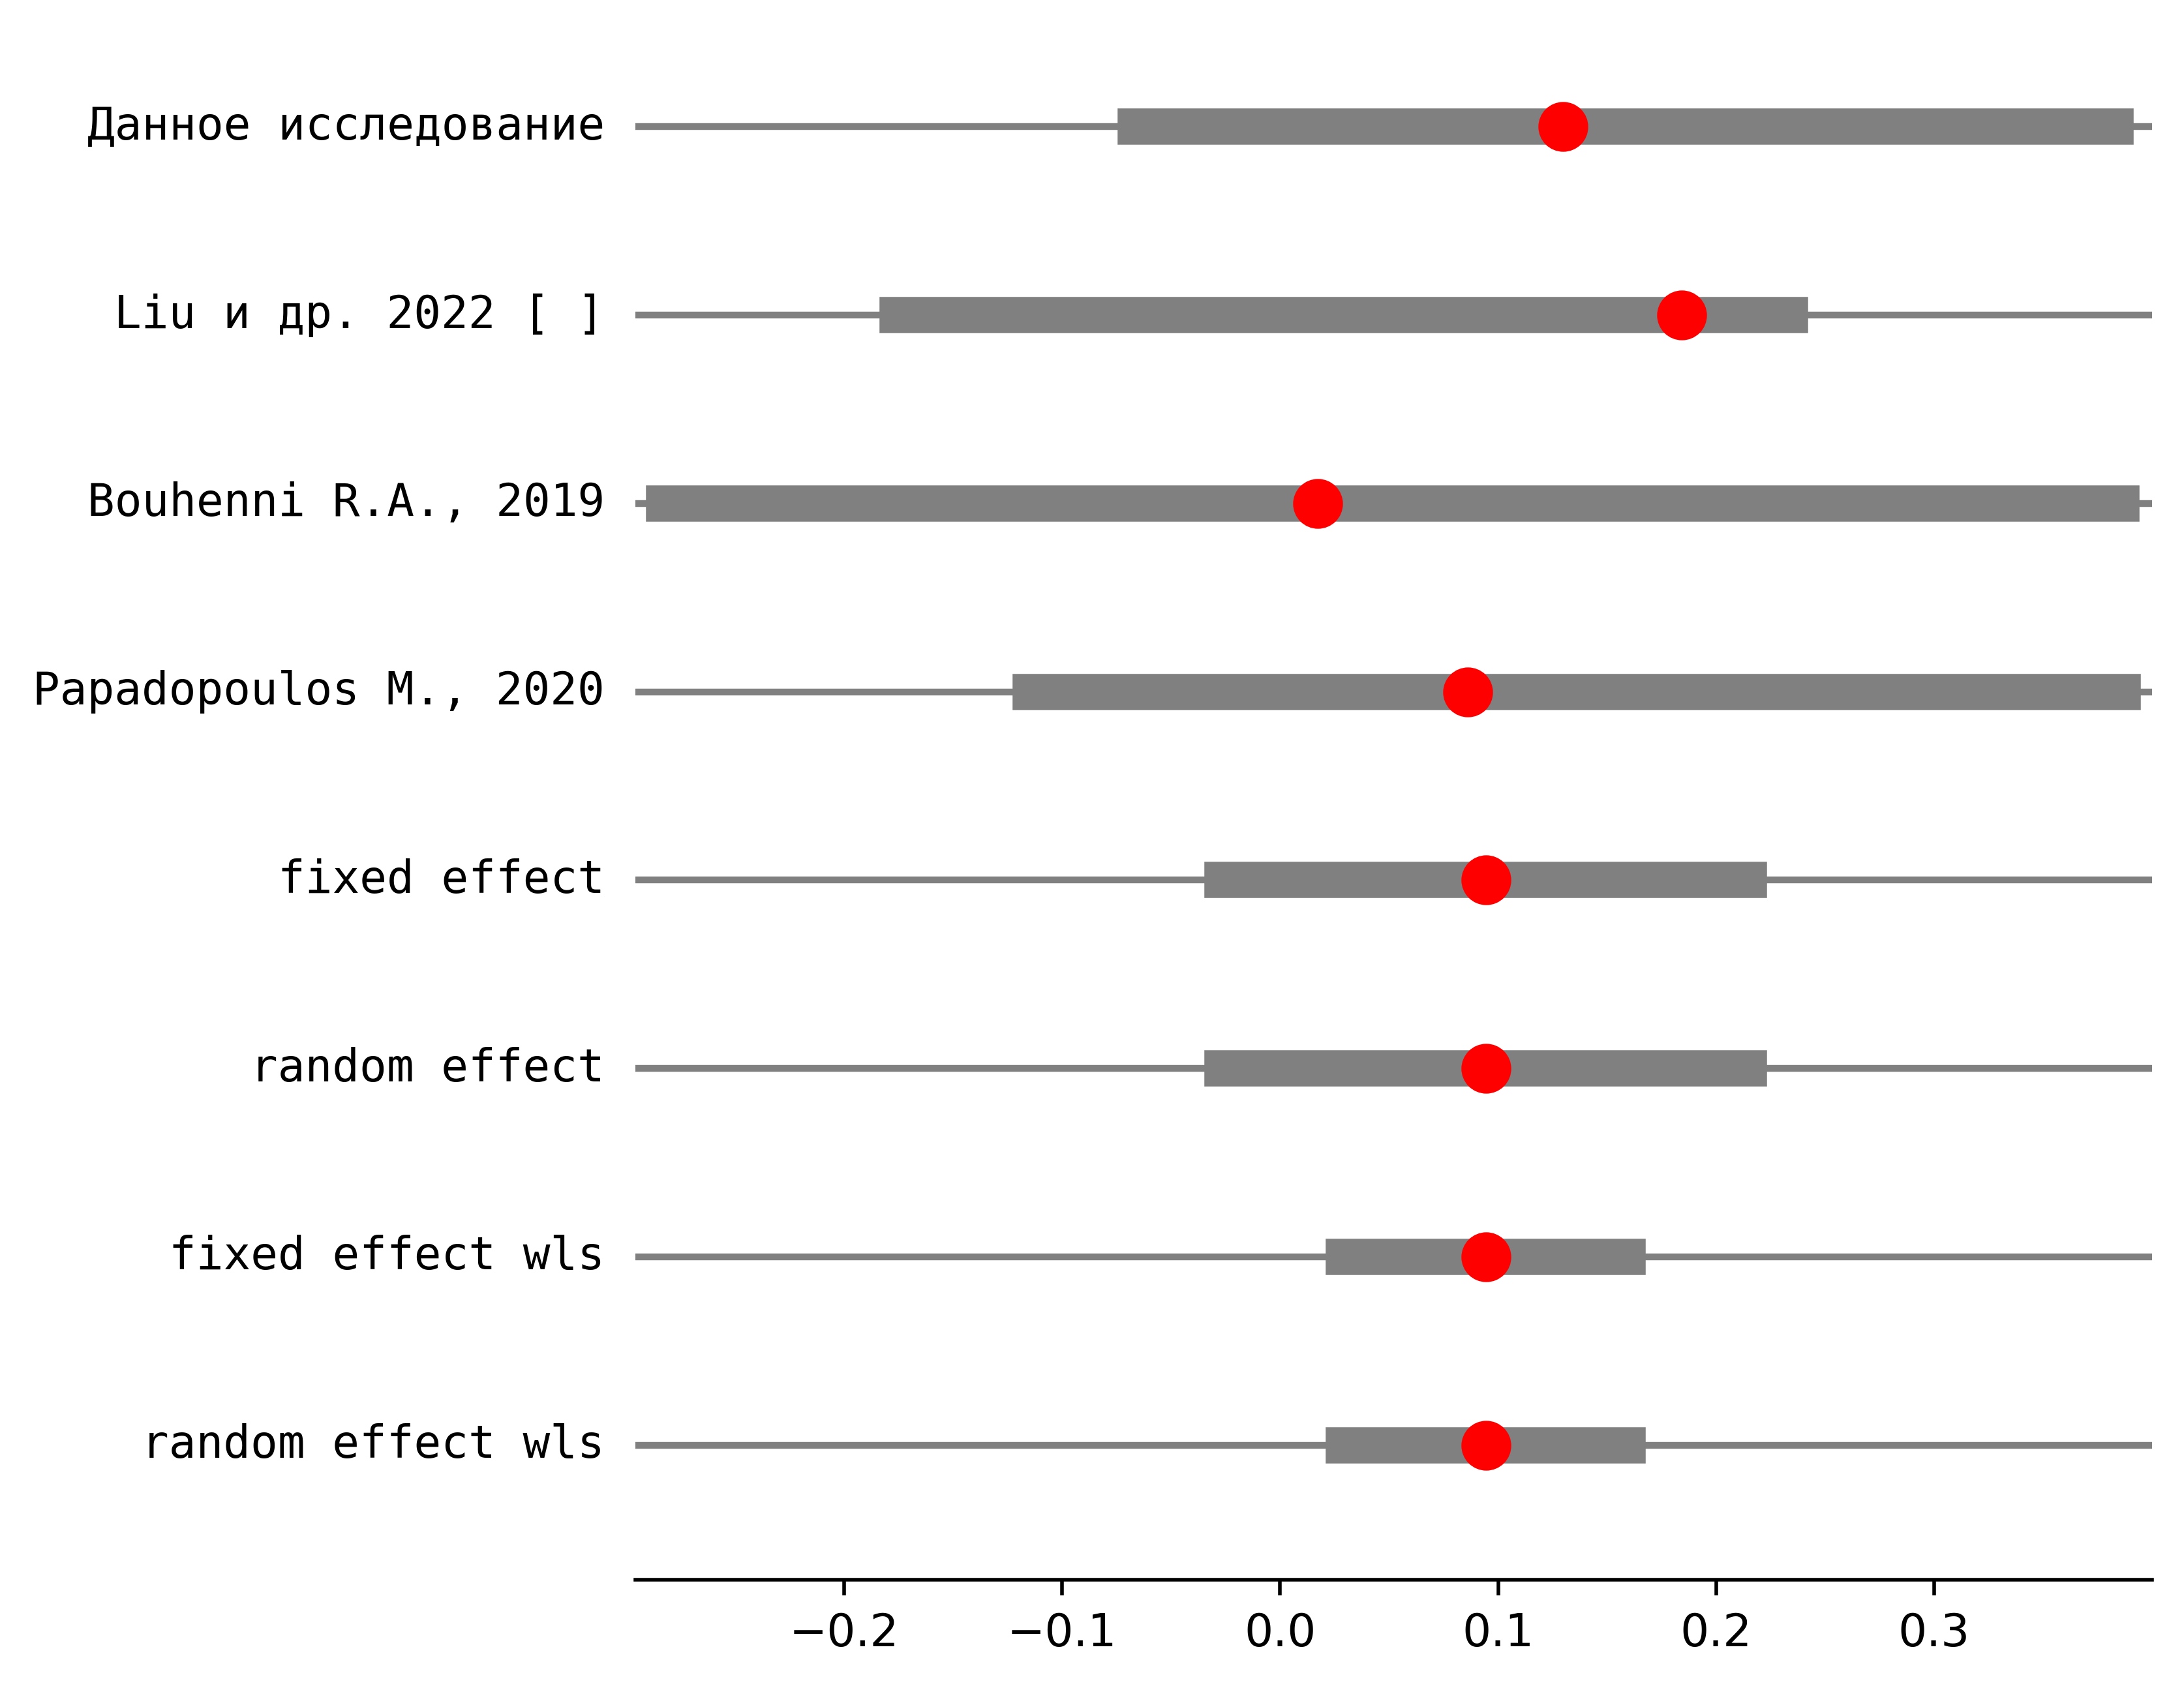 Данное исследование
Liu и др. 2022 [ ]
Bouhenni R.A., 2019
Papadopoulos M., 2020
fixed effect
random effect
fixed effect wls
random effect wls
−0.2 −0.1 0.0 0.1 0.2 0.3